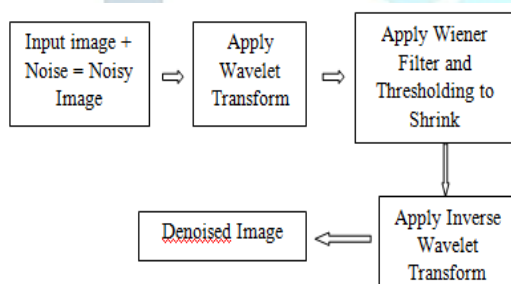 Input image +
Noise = Noisy
Image
Apply
Wavelet
Transform
Apply Wiener
Filter and
Thresholding to
Shrink
Apply Inverse
Wavelet
Transform
Denoised Image